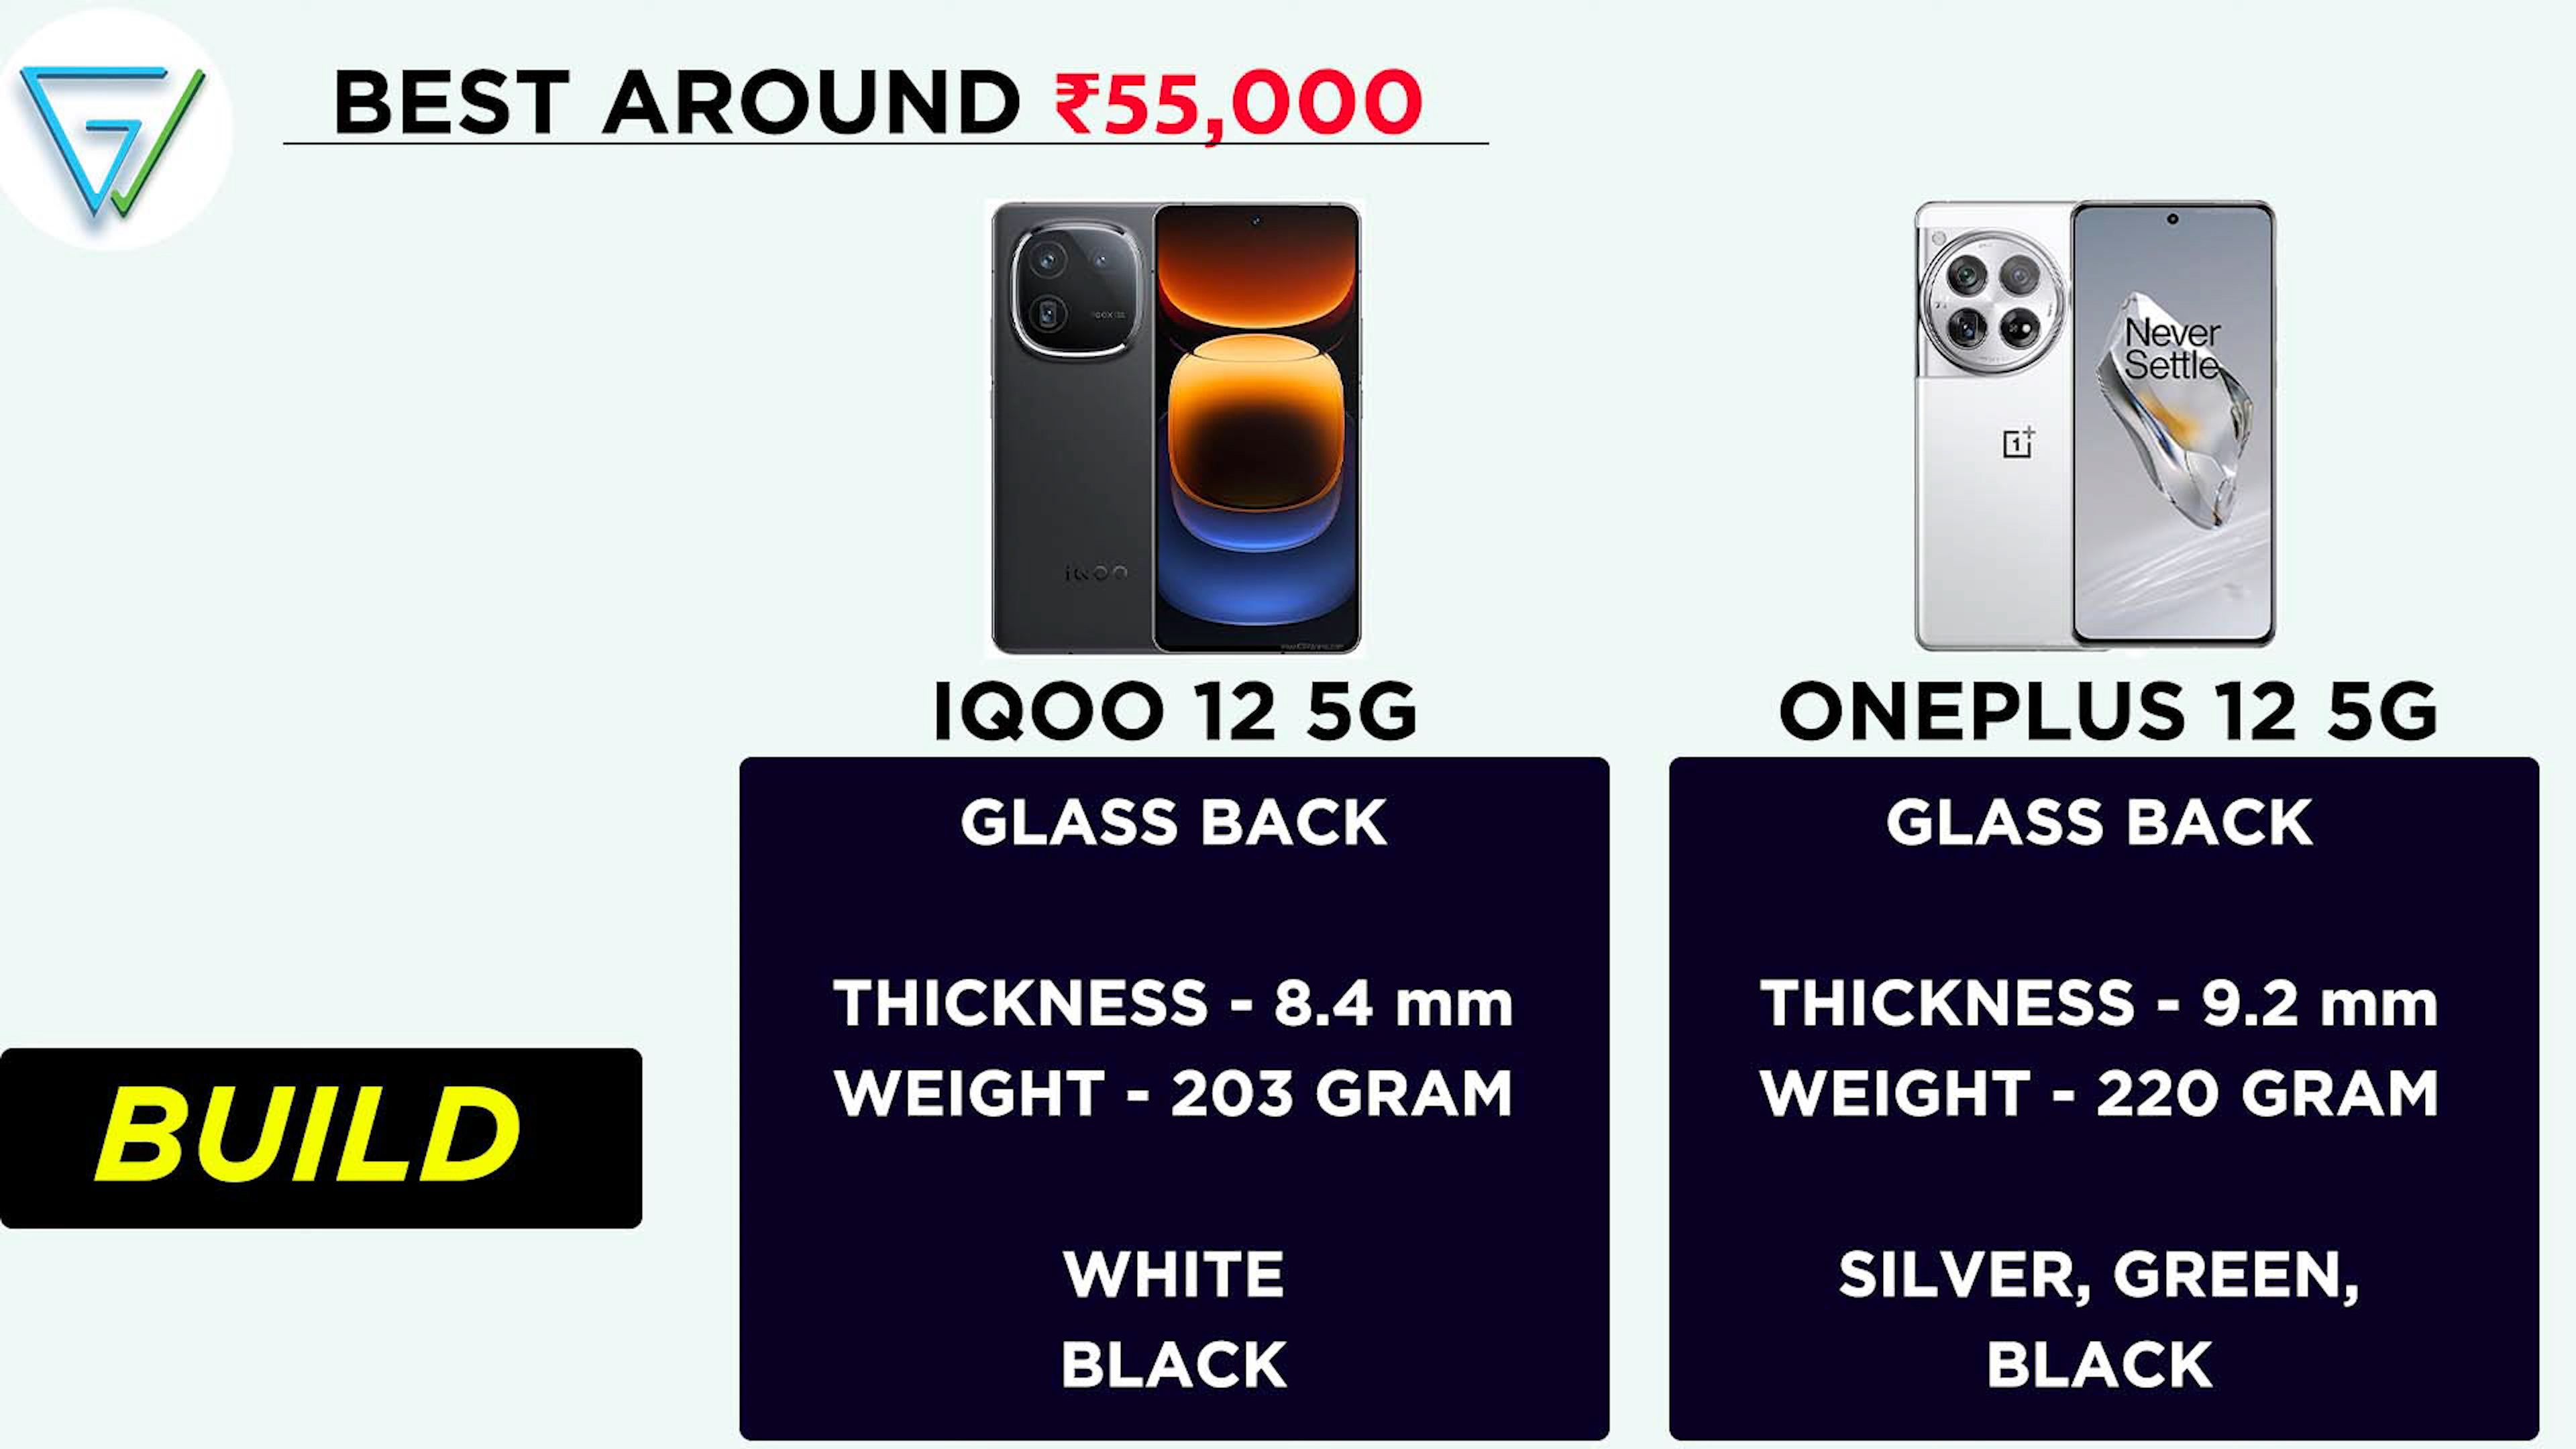 BEST AROUND ₹55,000
Never
Settle
iQOO
IQOO 12 5G
ONEPLUS 12 5G
GLASS BACK
THICKNESS - 8.4 mm
WEIGHT - 203 GRAM
WHITE
BLACK
GLASS BACK
THICKNESS - 9.2 mm
WEIGHT - 220 GRAM
SILVER, GREEN,
BLACK
BUILD